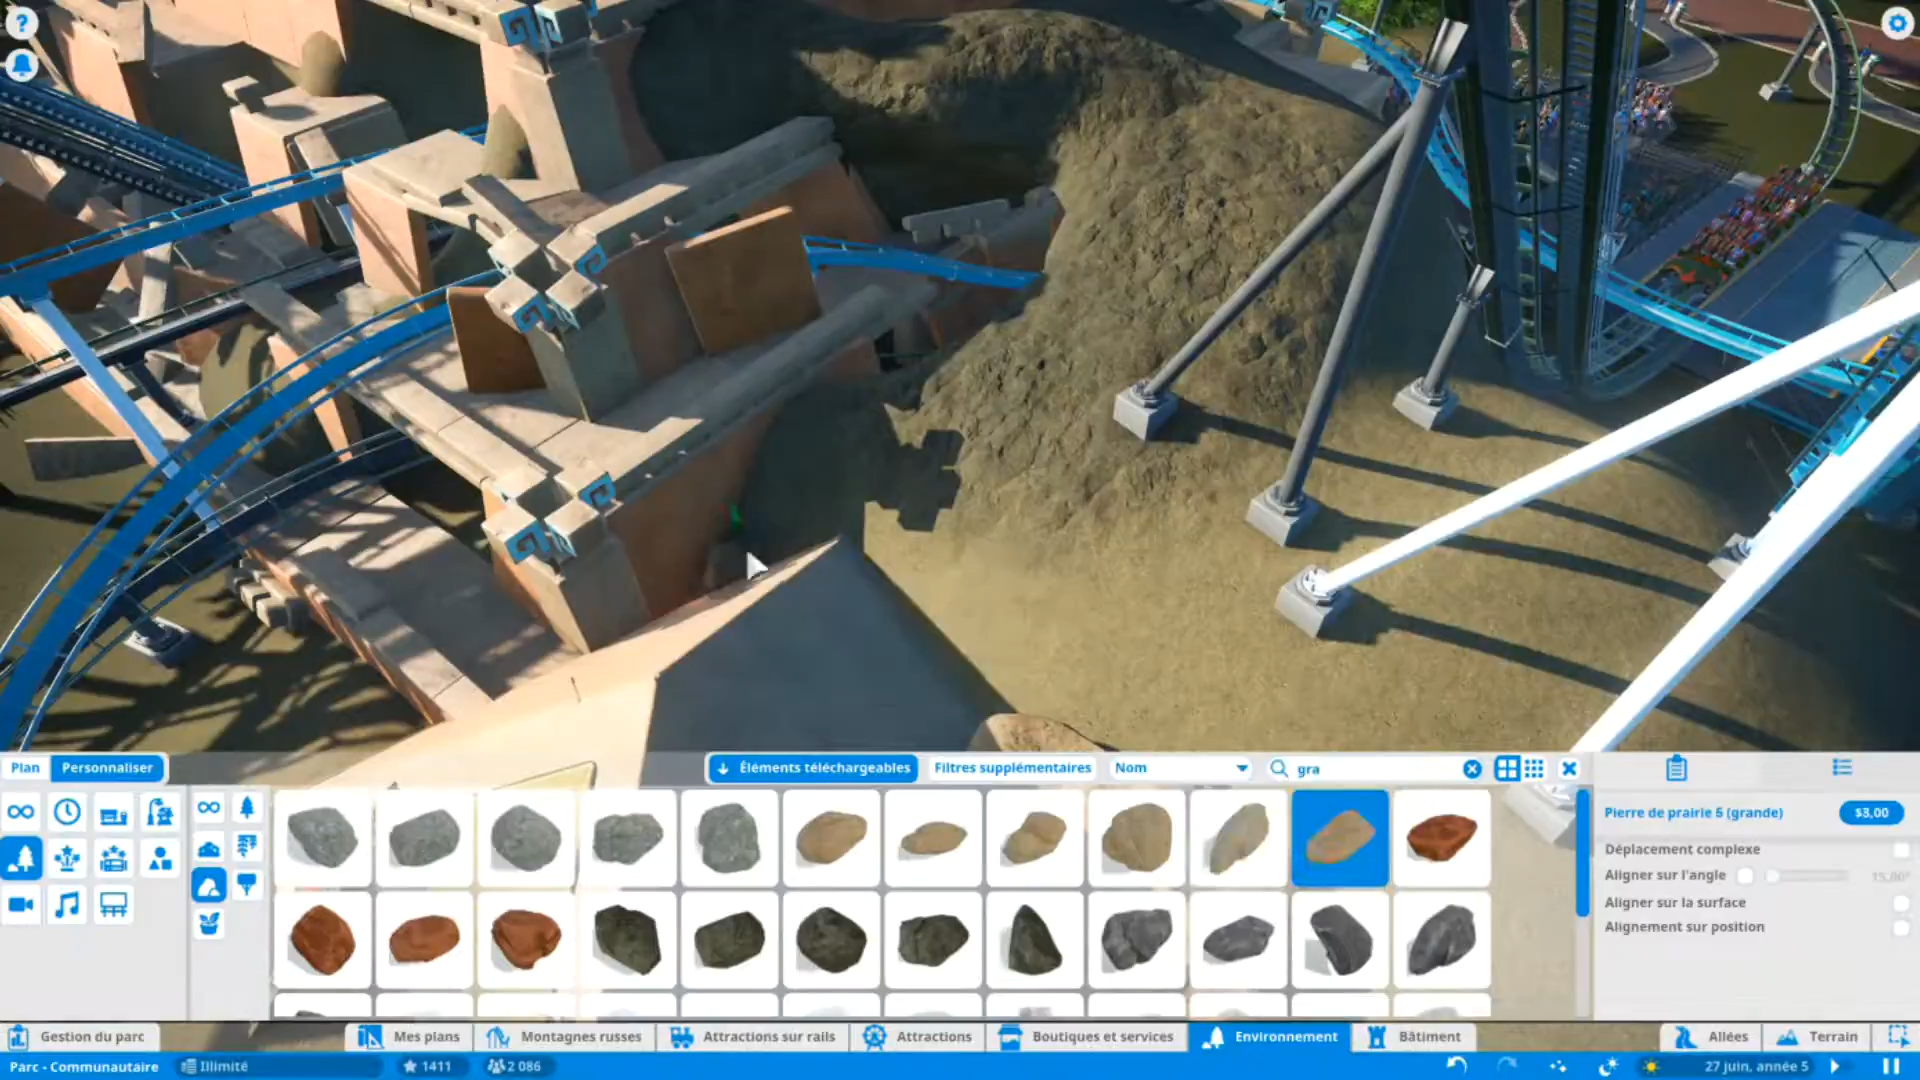 ?
Plan
Personnaliser
Éléments téléchargeables
Filtres supplémentaires
Nom
gra
Pierre de prairie 5 (grande)
$3,00
Déplacement complexe
Aligner sur l'angle
15,00°
Aligner sur la surface
Alignement sur position
Gestion du parc
Mes plans
Montagnes russes
Attractions sur rails
Attractions
Boutiques et services
Environnement
Bâtiment
Allées
Terrain
Parc - Communautaire
Illimité
1411
2 086
27 juin, année 5